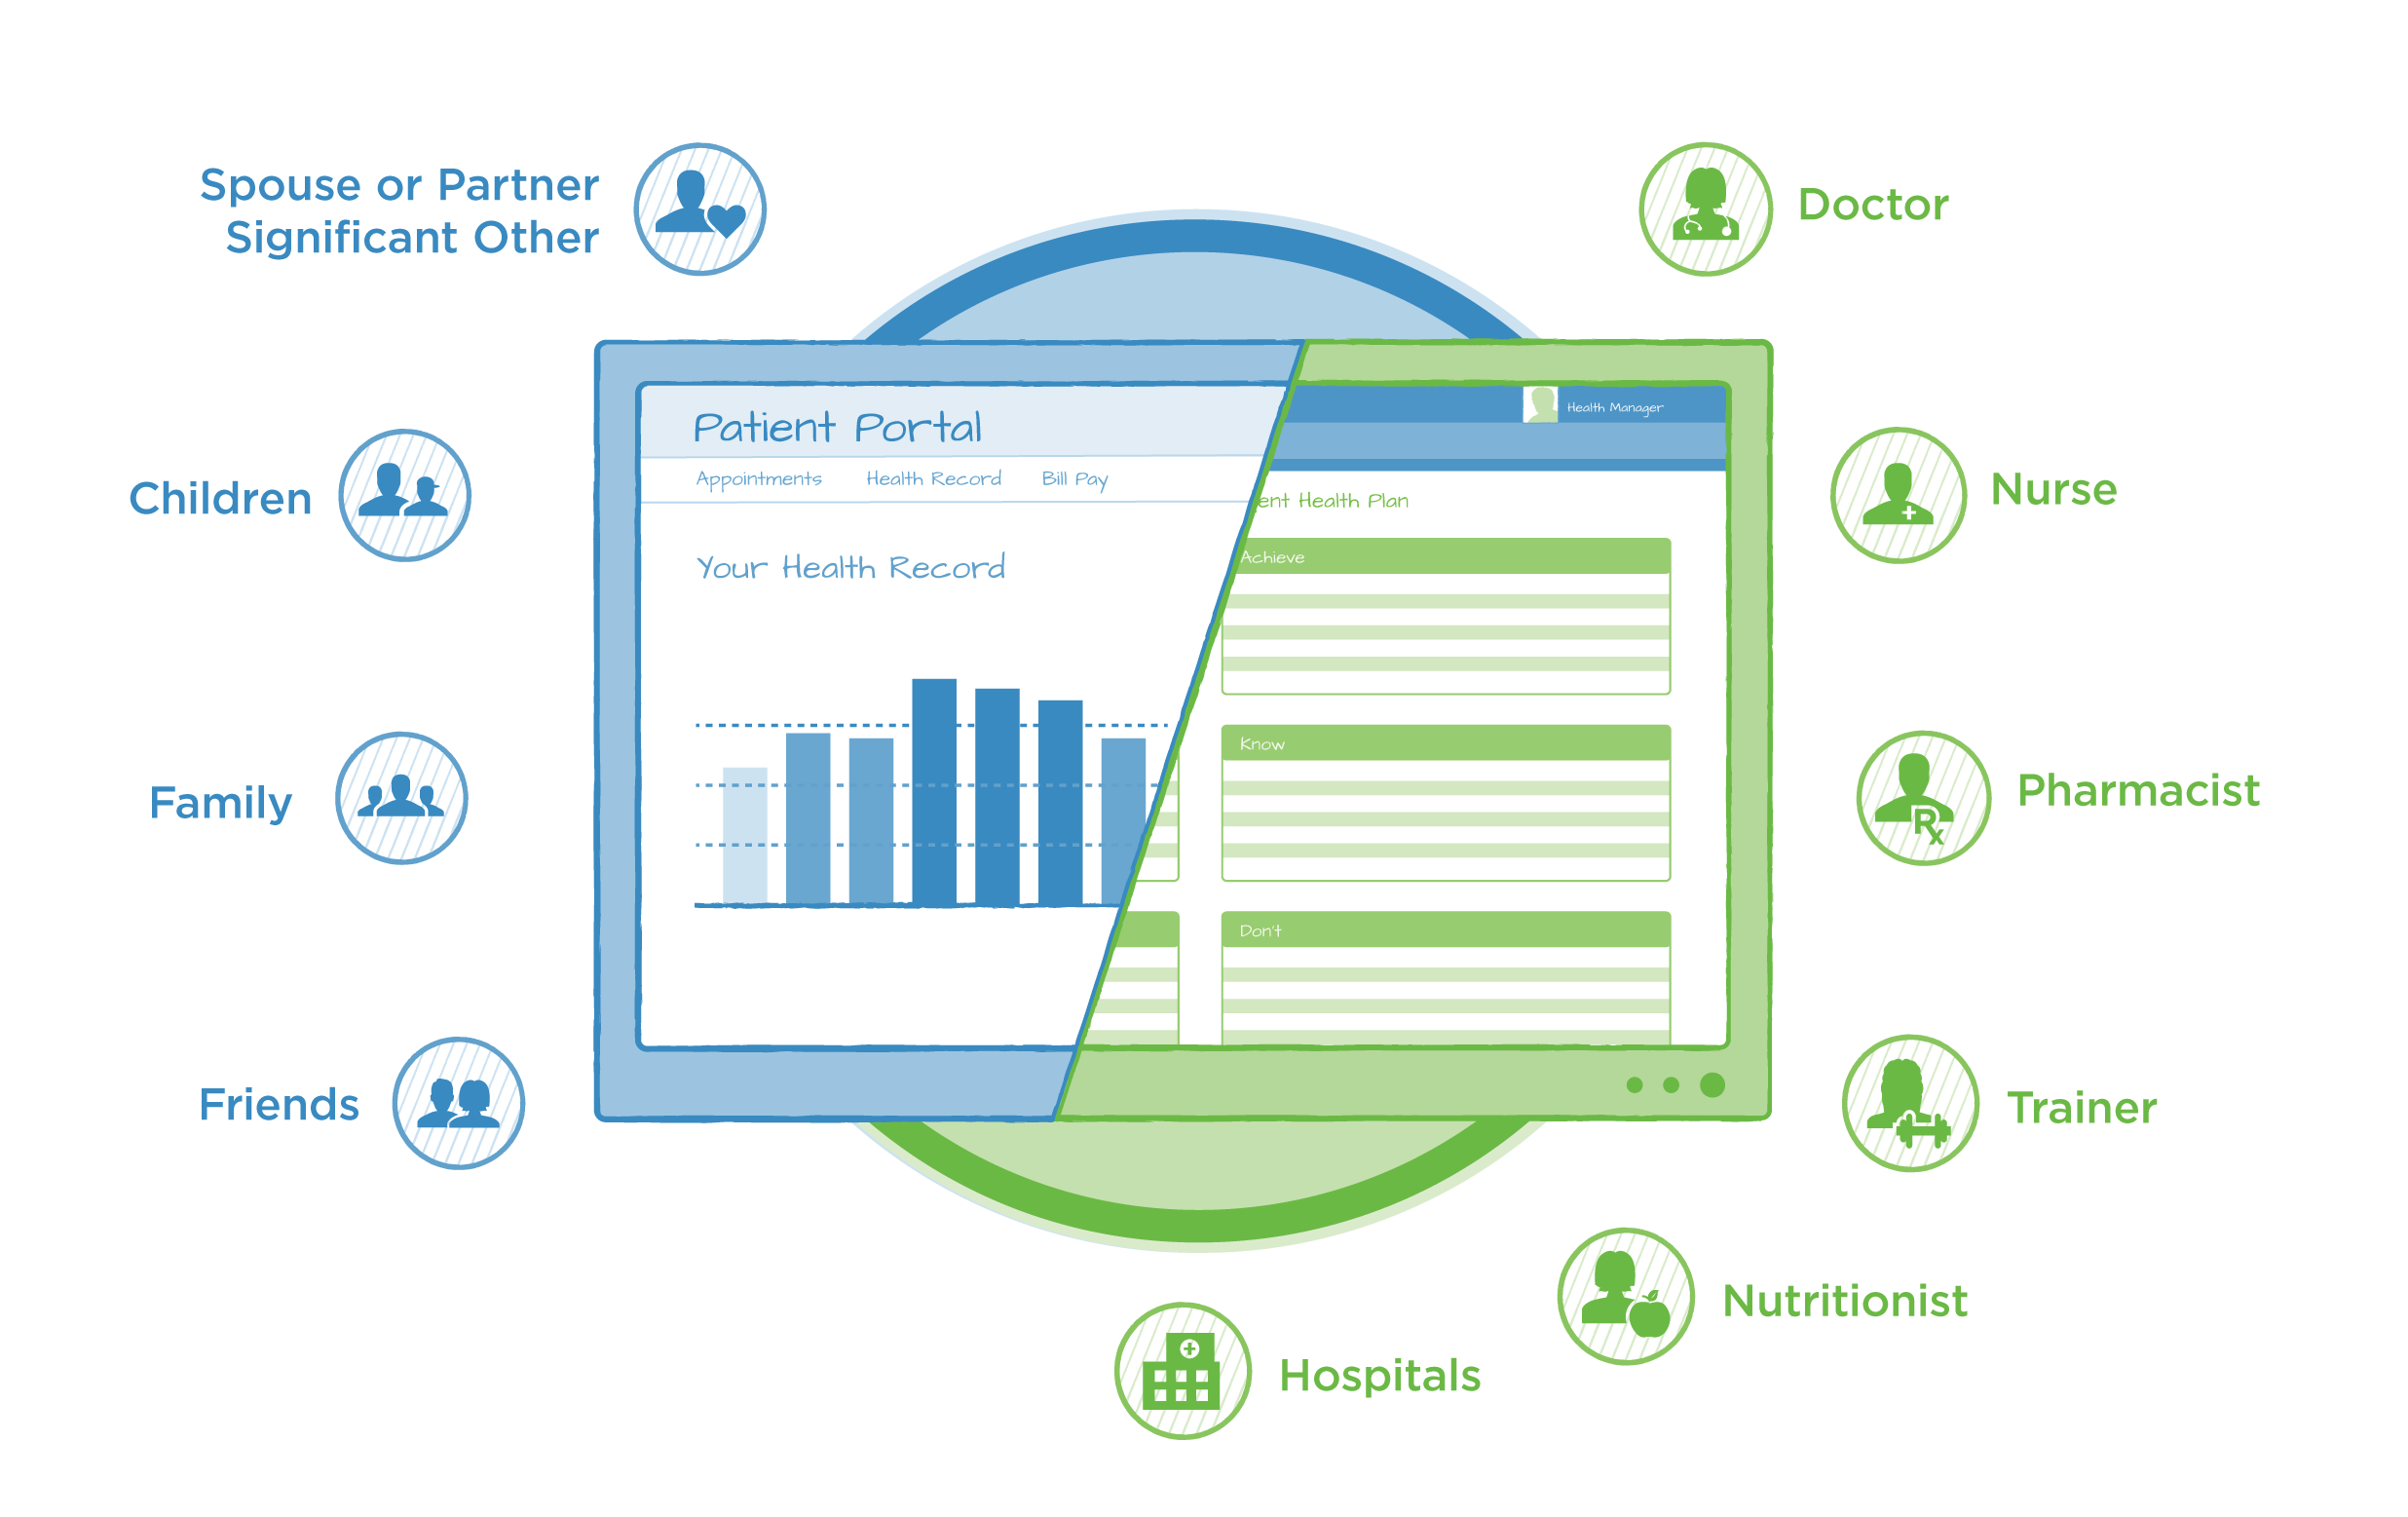 Spouse or Partner
Significant Other
Children
Family
Friends
Patient Portal
Appointments Health Record Bill Pay
Your Health Record
Health Manager
ent Health Plan
Achieve
Know
Don't
Doctor
Nurse
Pharmacist
Rx
Trainer
Nutritionist
Hospitals